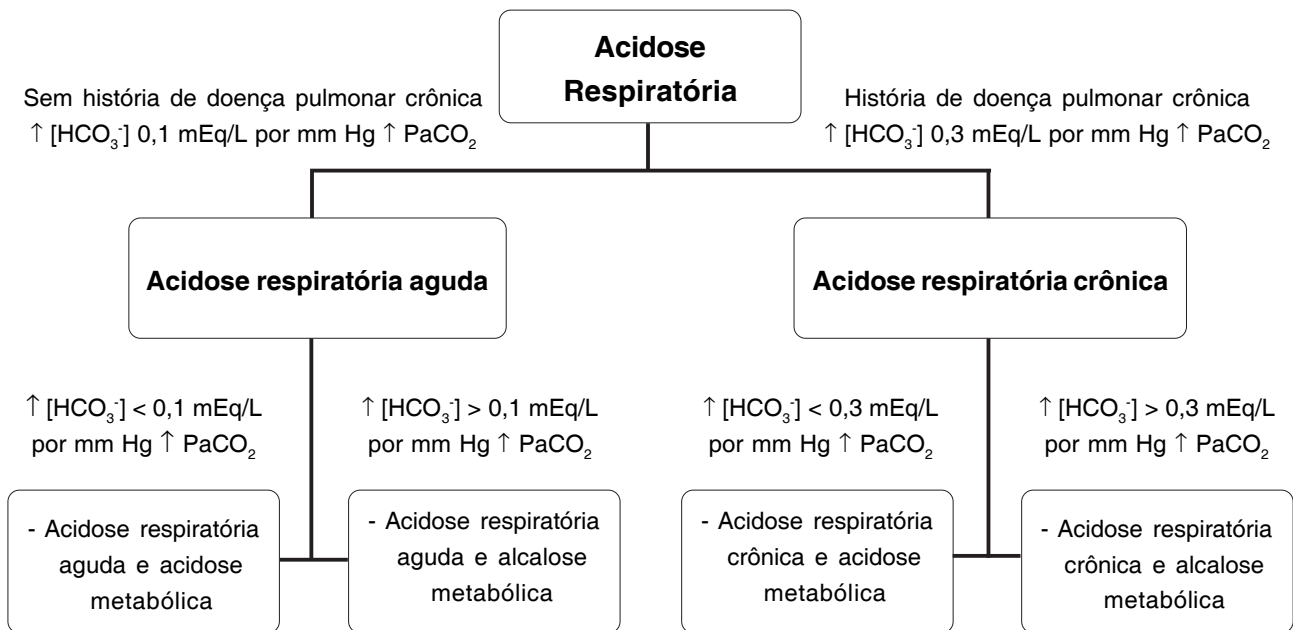 Acidose
Respiratória
Sem história de doença pulmonar crônica
↑ [HCO₃⁻] 0,1 mEq/L por mm Hg ↑ PaCO₂
História de doença pulmonar crônica
↑ [HCO₃⁻] 0,3 mEq/L por mm Hg ↑ PaCO₂
Acidose respiratória aguda
Acidose respiratória crônica
↑ [HCO₃⁻] < 0,1 mEq/L
por mm Hg ↑ PaCO₂
↑ [HCO₃⁻] > 0,1 mEq/L
por mm Hg ↑ PaCO₂
↑ [HCO₃⁻] < 0,3 mEq/L
por mm Hg ↑ PaCO₂
↑ [HCO₃⁻] > 0,3 mEq/L
por mm Hg ↑ PaCO₂
- Acidose respiratória
aguda e acidose
metabólica
- Acidose respiratória
aguda e alcalose
metabólica
- Acidose respiratória
crônica e acidose
metabólica
- Acidose respiratória
crônica e alcalose
metabólica